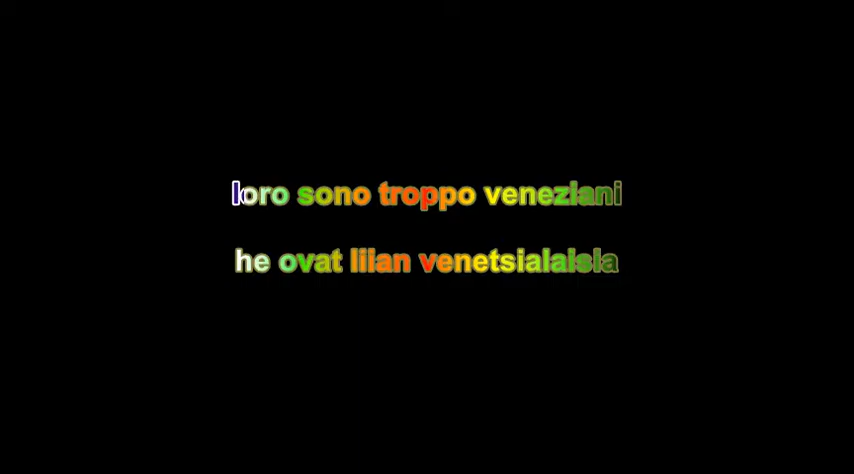 loro sono troppo veneziani
he ovat liian venetsialaisia